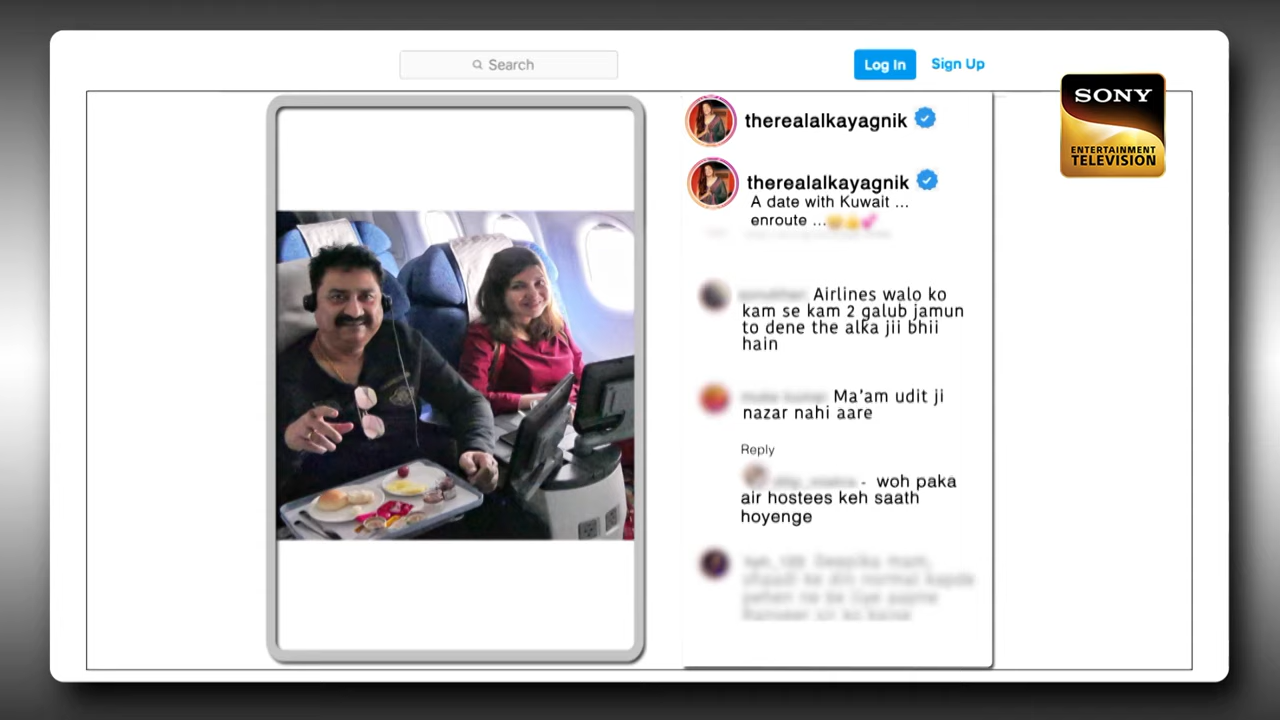 Search
Log In
Sign Up
SONY
ENTERTAINMENT
TELEVISION
therealalkayagnik
therealalkayagnik
A date with Kuwait ...
enroute ...
Airlines walo ko
kam se kam 2 galub jamun
to dene the alka jii bhii
hain
Ma'am udit ji
nazar nahi aare
Reply
- woh paka
air hostees keh saath
hoyenge